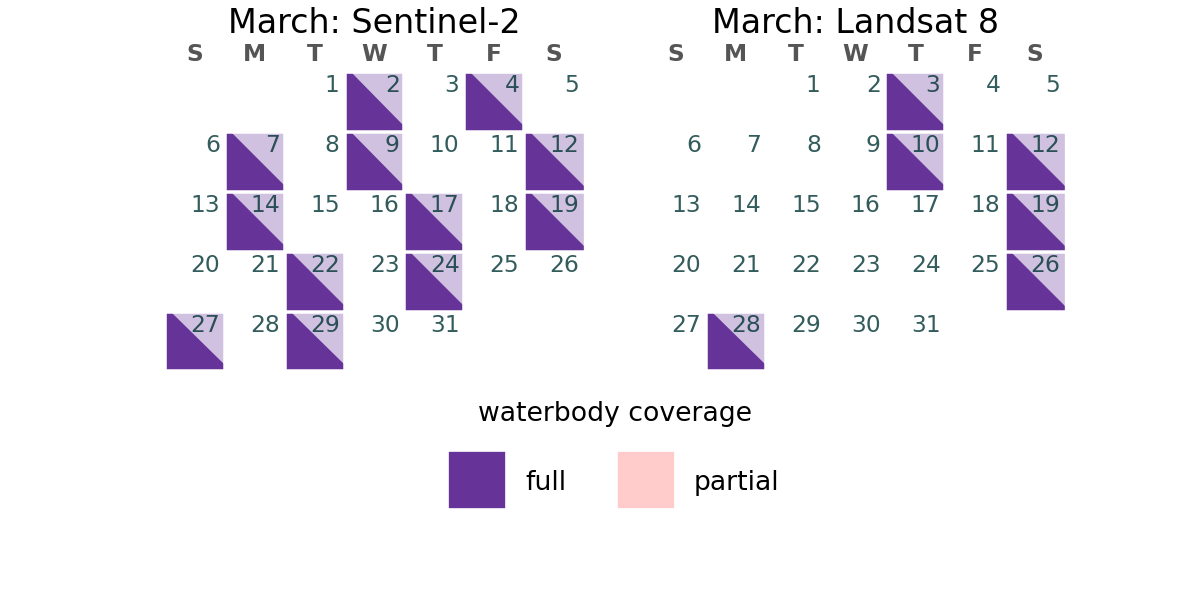 March: Sentinel-2
S M T W T F S
1 2 3 4 5
6 7 8 9 10 11 12
13 14 15 16 17 18 19
20 21 22 23 24 25 26
27 28 29 30 31
March: Landsat 8
S M T W T F S
1 2 3 4 5
6 7 8 9 10 11 12
13 14 15 16 17 18 19
20 21 22 23 24 25 26
27 28 29 30 31
waterbody coverage
full partial